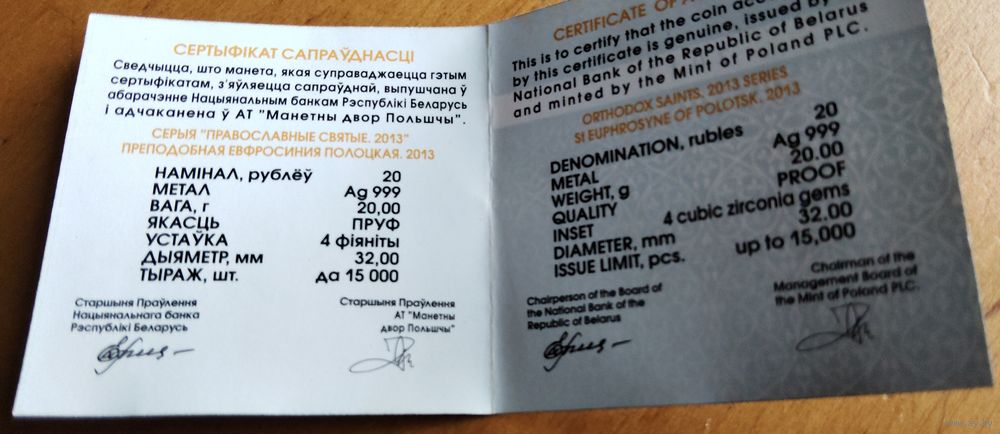 СЕРТЫФІКАТ САПРАЎДНАСЦІ
Сведчыцца, што манета, якая суправаджаецца гэтым
сертыфікатам, з'яўляецца сапраўднай, выпушчана ў
абарачэнне Нацыянальным банкам Рэспублікі Беларусь
і адчаканена ў АТ "Манетны двор Польшчы".
СЕРЫЯ "ПРАВОСЛАВНЫЕ СВЯТЫЕ. 2013"
ПРЕПОДОБНАЯ ЕВФРОСИНИЯ ПОЛОЦКАЯ. 2013
НАМІНАЛ, рублёў 20
МЕТАЛ Ag 999
ВАГА, г 20,00
ЯКАСЦЬ ПРУФ
УСТАЎКА 4 фіяніты
ДЫЯМЕТР, мм 32,00
ТЫРАЖ, шт. да 15 000
Старшыня Праўлення
Нацыянальнага банка
Рэспублікі Беларусь
Старшыня Праўлення
АТ "Манетны
двор Польшчы"
CERTIFICATE OF
This is to certify that the coin
by this certificate is genuine, issued by
National Bank of the Republic of Belarus
and minted by the Mint of Poland PLC.
ORTHODOX SAINTS. 2013 SERIES
St EUPHROSYNE OF POLOTSK. 2013
DENOMINATION, rubles 20
METAL Ag 999
WEIGHT, g 20.00
QUALITY PROOF
INSET 4 cubic zirconia gems
DIAMETER, mm 32.00
ISSUE LIMIT, pcs. up to 15,000
Chairperson of the Board of
the National Bank of the
Republic of Belarus
Chairman of the
Management Board of
the Mint of Poland PLC.